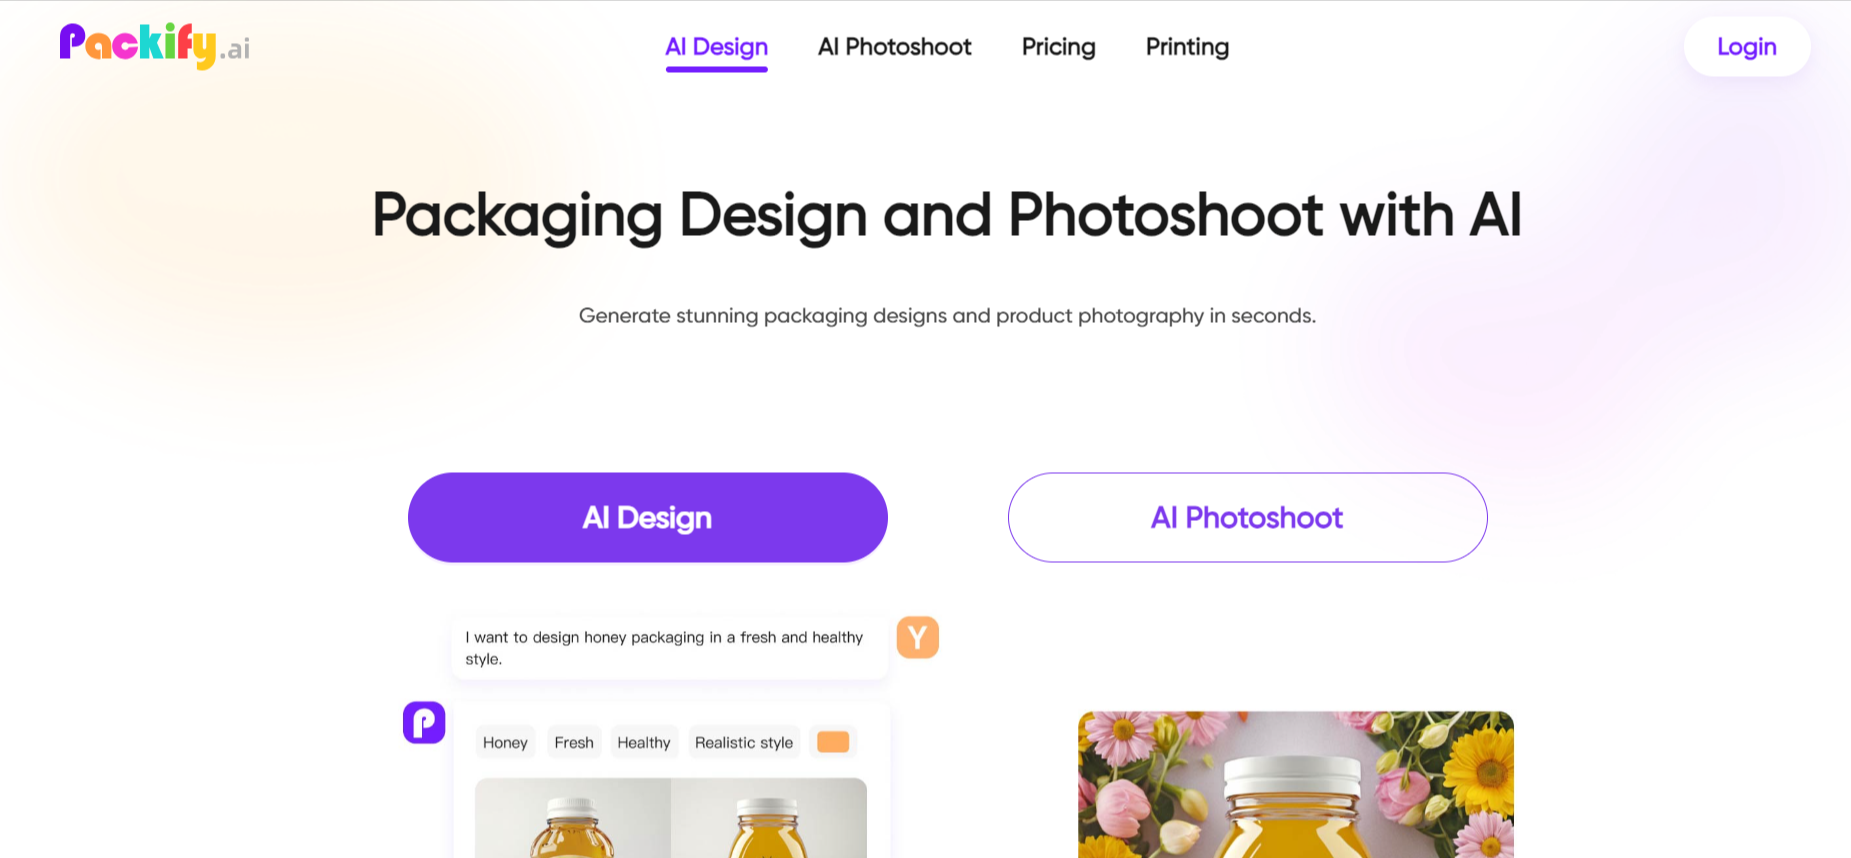 Packify.ai
AI Design
AI Photoshoot
Pricing
Printing
Login
Packaging Design and Photoshoot with AI
Generate stunning packaging designs and product photography in seconds.
AI Design
AI Photoshoot
I want to design honey packaging in a fresh and healthy
style.
Y
P
Honey
Fresh
Healthy
Realistic style